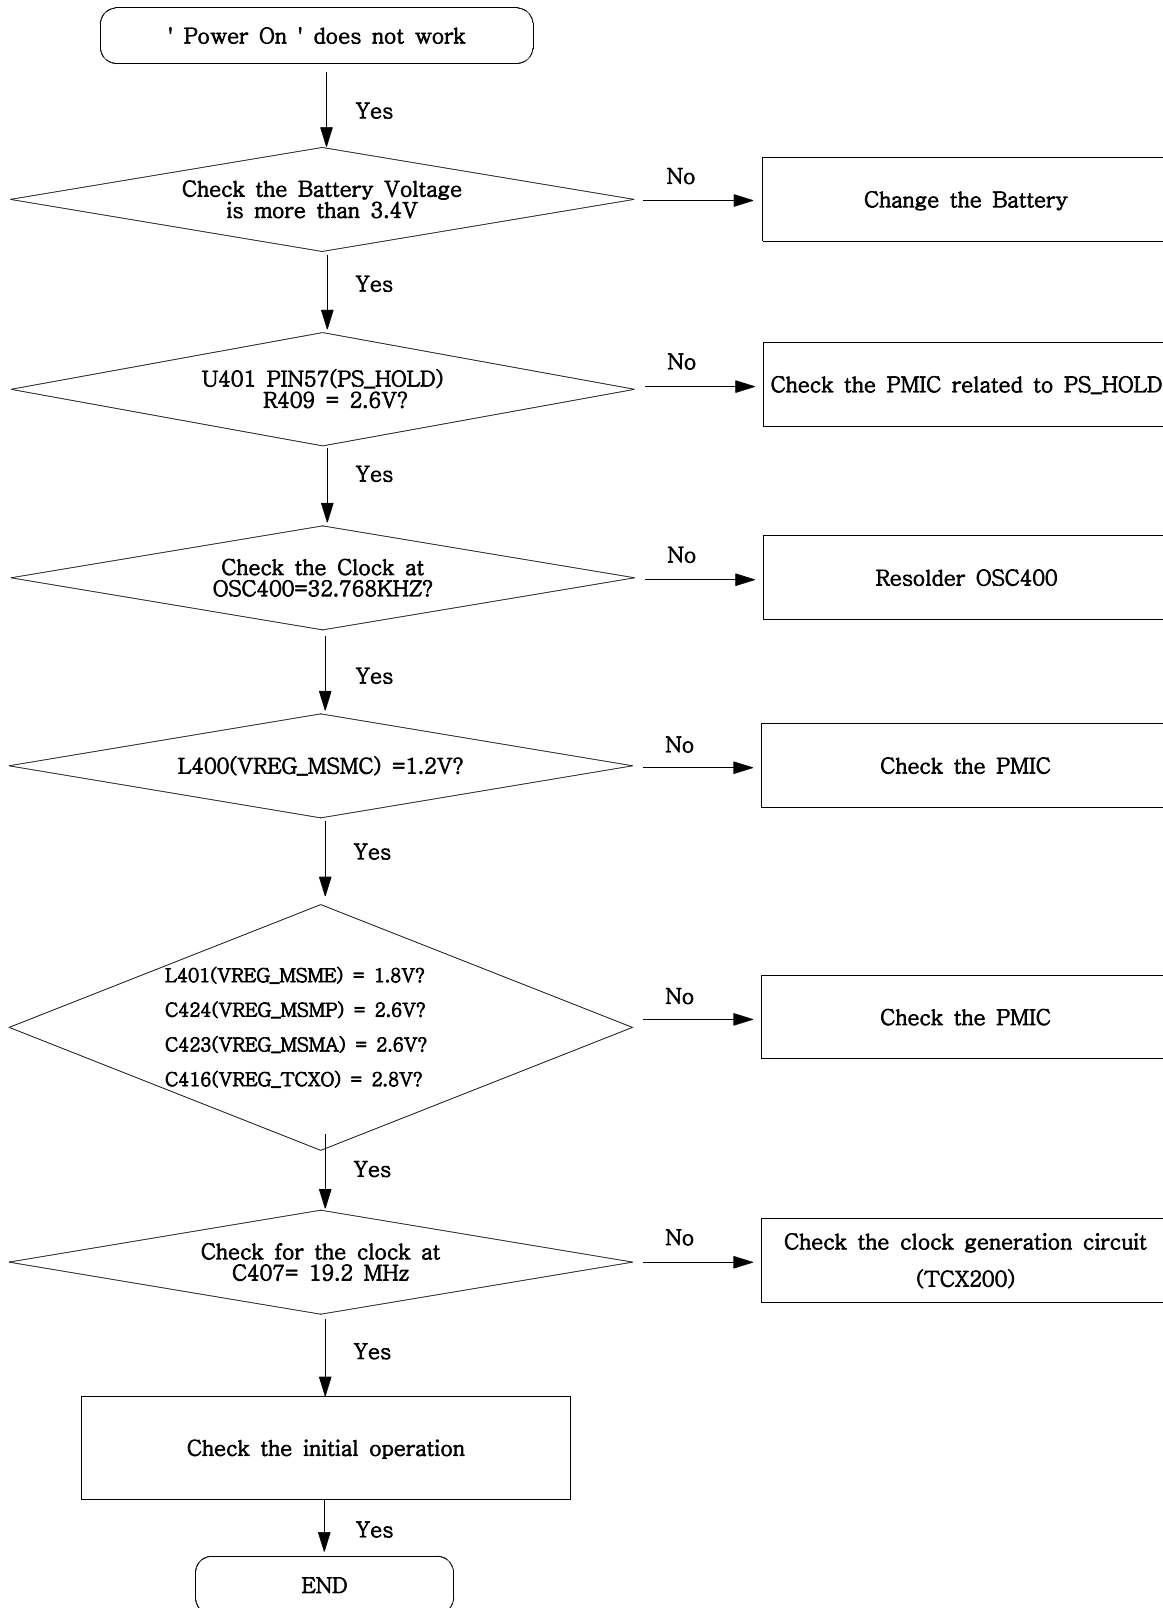 ' Power On ' does not work
Yes
Check the Battery Voltage
is more than 3.4V
No
Change the Battery
Yes
U401 PIN57(PS_HOLD)
R409 = 2.6V?
No
Check the PMIC related to PS_HOLD
Yes
Check the Clock at
OSC400=32.768KHZ?
No
Resolder OSC400
Yes
L400(VREG_MSMC) =1.2V?
No
Check the PMIC
Yes
L401(VREG_MSME) = 1.8V?
C424(VREG_MSMP) = 2.6V?
C423(VREG_MSMA) = 2.6V?
C416(VREG_TCXO) = 2.8V?
No
Check the PMIC
Yes
Check for the clock at
C407= 19.2 MHz
No
Check the clock generation circuit
(TCX200)
Yes
Check the initial operation
Yes
END